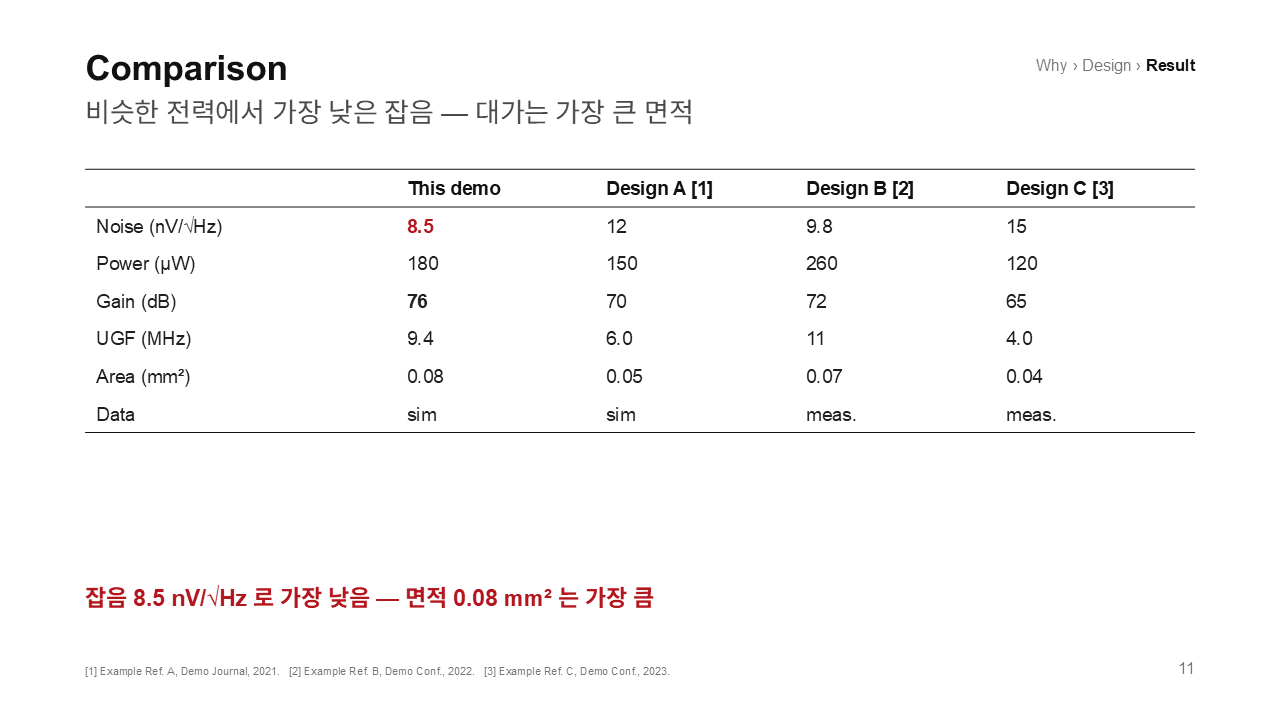 Comparison
Why › Design › Result
비슷한 전력에서 가장 낮은 잡음 — 대가는 가장 큰 면적
This demo Design A [1] Design B [2] Design C [3]
Noise (nV/√Hz) 8.5 12 9.8 15
Power (µW) 180 150 260 120
Gain (dB) 76 70 72 65
UGF (MHz) 9.4 6.0 11 4.0
Area (mm²) 0.08 0.05 0.07 0.04
Data sim sim meas. meas.
잡음 8.5 nV/√Hz 로 가장 낮음 — 면적 0.08 mm² 는 가장 큼
[1] Example Ref. A, Demo Journal, 2021. [2] Example Ref. B, Demo Conf., 2022. [3] Example Ref. C, Demo Conf., 2023.
11